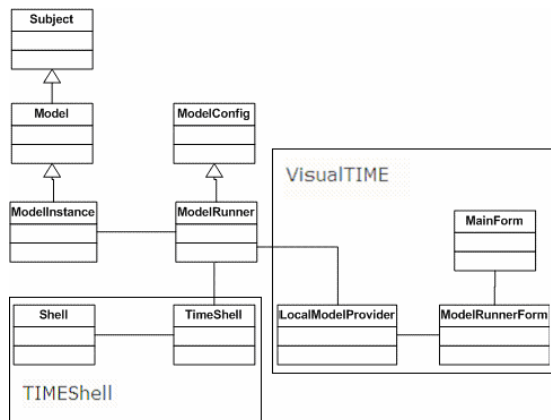 Subject
Model
ModelConfig
VisualTIME
ModelInstance
ModelRunner
MainForm
Shell
TimeShell
LocalModelProvider
ModelRunnerForm
TIMEShell